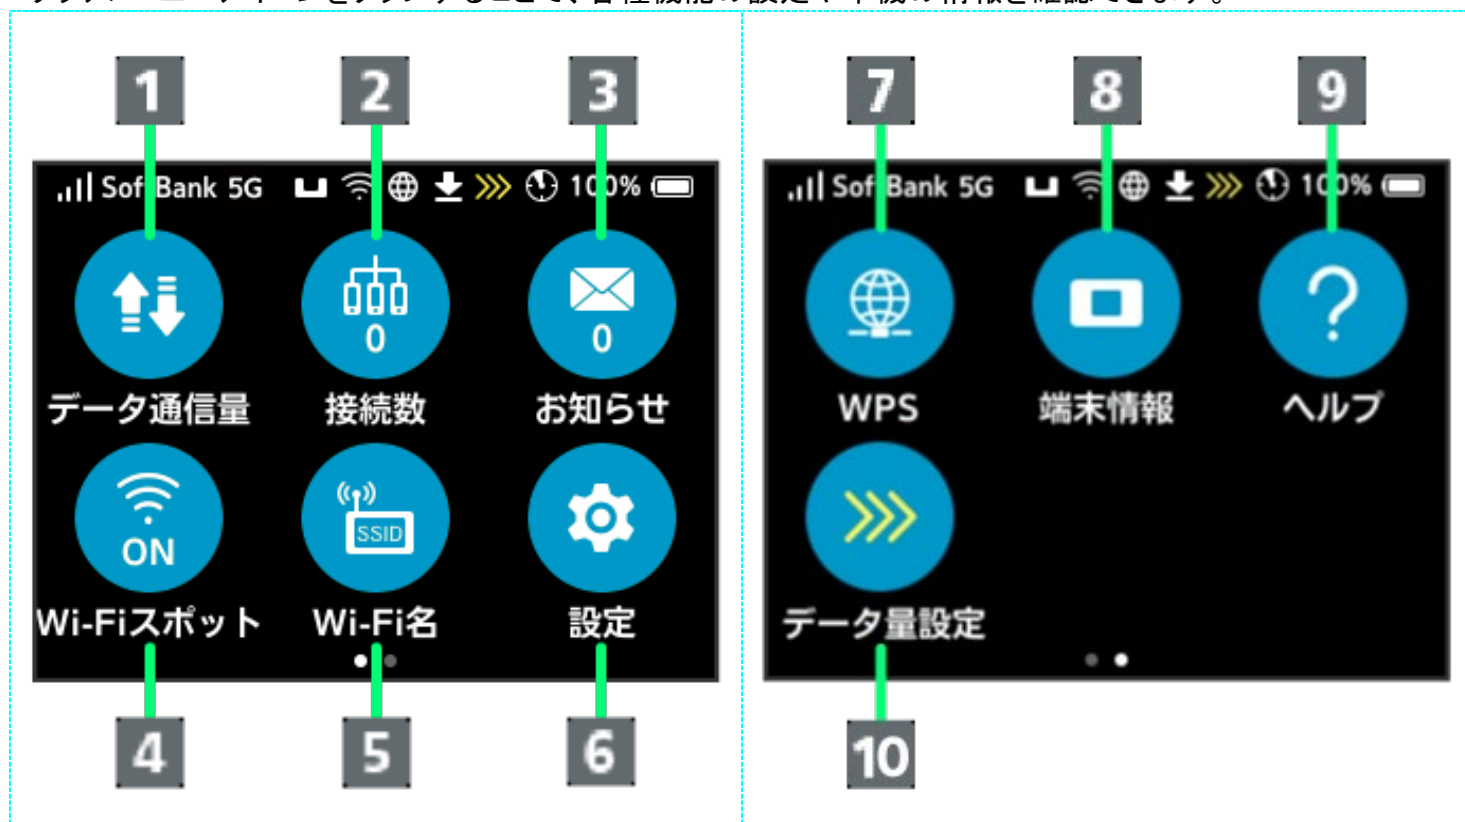 1 2 3
SoftBank 5G 100%
データ通信量 接続数 お知らせ
0 0
ON SSID
Wi-Fiスポット Wi-Fi名 設定
4 5 6
7 8 9
SoftBank 5G 100%
WPS 端末情報 ヘルプ
データ量設定
10